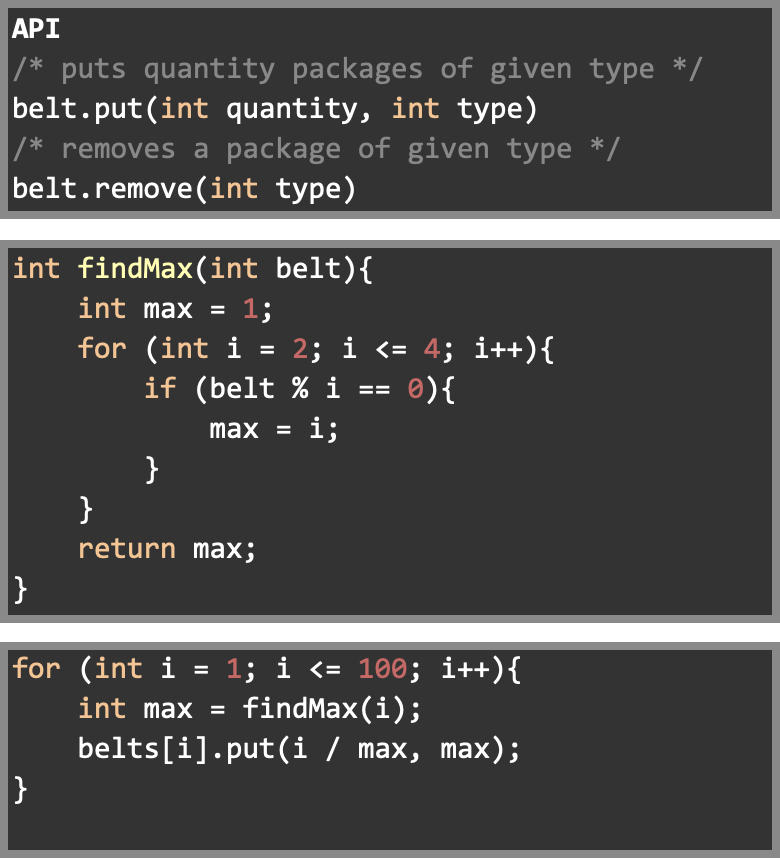 API
/* puts quantity packages of given type */
belt.put(int quantity, int type)
/* removes a package of given type */
belt.remove(int type)
int findMax(int belt){
    int max = 1;
    for (int i = 2; i <= 4; i++){
        if (belt % i == 0){
            max = i;
        }
    }
    return max;
}
for (int i = 1; i <= 100; i++){
    int max = findMax(i);
    belts[i].put(i / max, max);
}